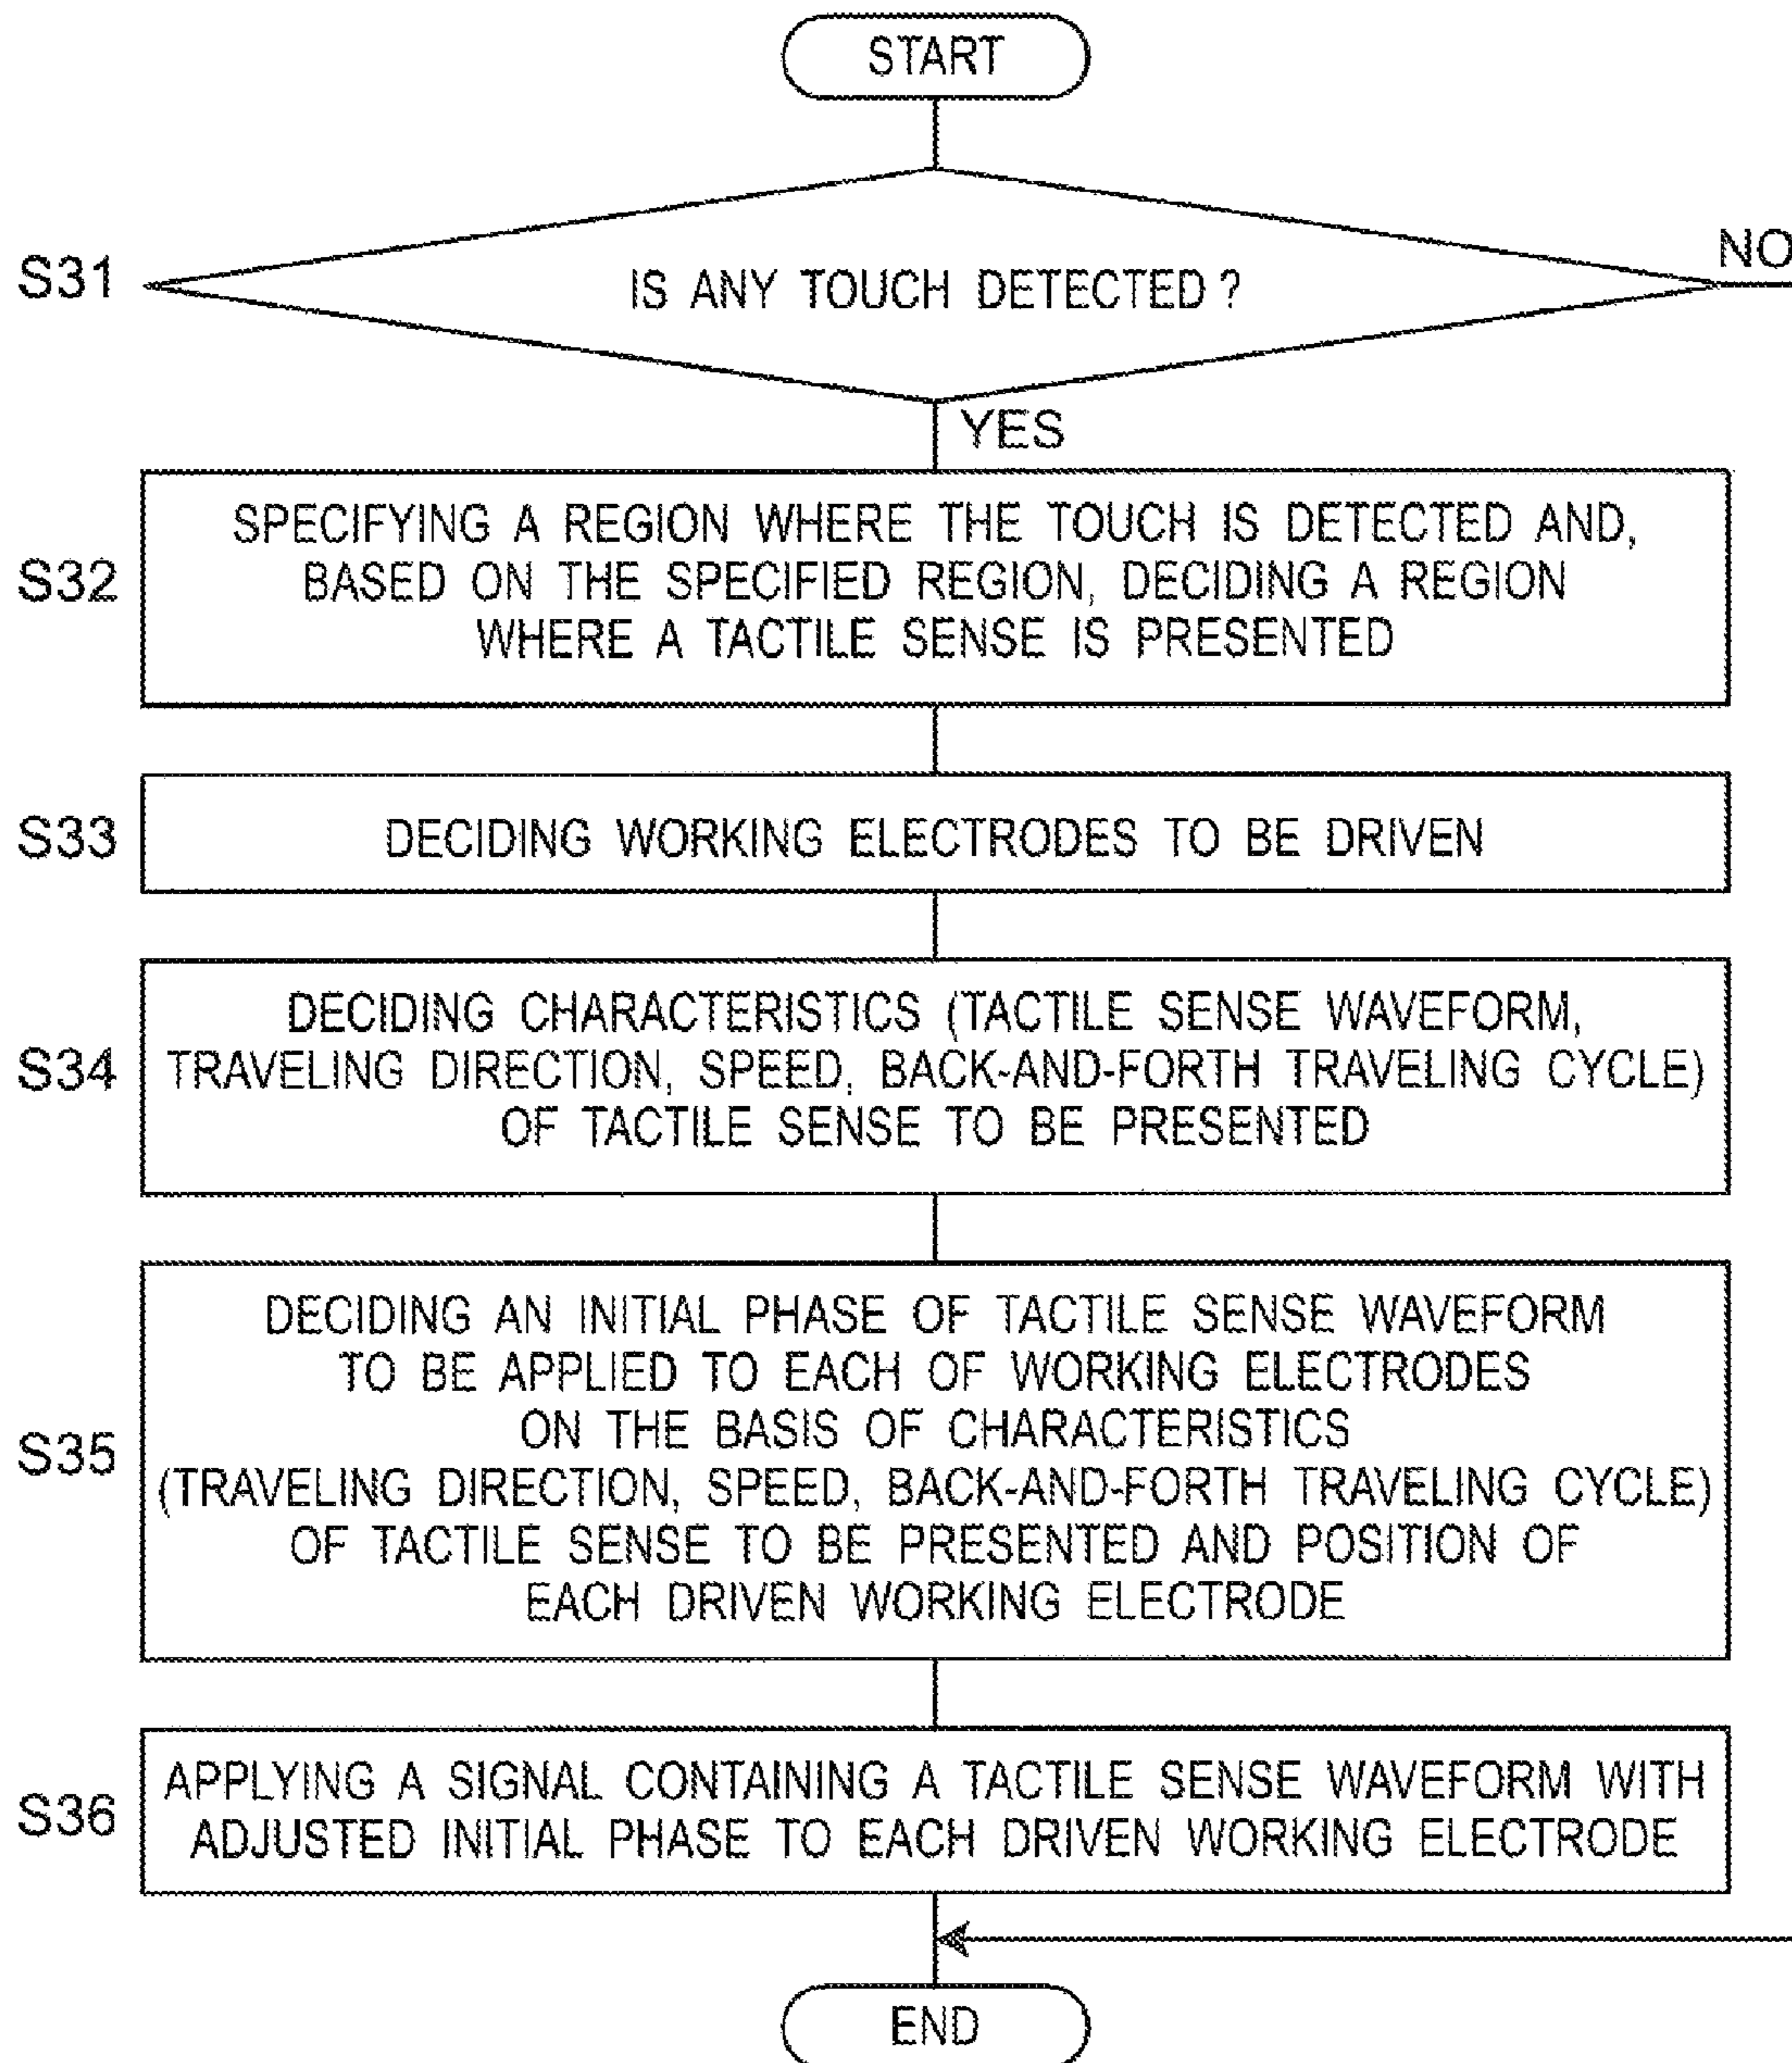 START
S31
IS ANY TOUCH DETECTED ?
NO
YES
S32
SPECIFYING A REGION WHERE THE TOUCH IS DETECTED AND,
BASED ON THE SPECIFIED REGION, DECIDING A REGION
WHERE A TACTILE SENSE IS PRESENTED
S33
DECIDING WORKING ELECTRODES TO BE DRIVEN
S34
DECIDING CHARACTERISTICS (TACTILE SENSE WAVEFORM,
TRAVELING DIRECTION, SPEED, BACK-AND-FORTH TRAVELING CYCLE)
OF TACTILE SENSE TO BE PRESENTED
S35
DECIDING AN INITIAL PHASE OF TACTILE SENSE WAVEFORM
TO BE APPLIED TO EACH OF WORKING ELECTRODES
ON THE BASIS OF CHARACTERISTICS
(TRAVELING DIRECTION, SPEED, BACK-AND-FORTH TRAVELING CYCLE)
OF TACTILE SENSE TO BE PRESENTED AND POSITION OF
EACH DRIVEN WORKING ELECTRODE
S36
APPLYING A SIGNAL CONTAINING A TACTILE SENSE WAVEFORM WITH
ADJUSTED INITIAL PHASE TO EACH DRIVEN WORKING ELECTRODE
END